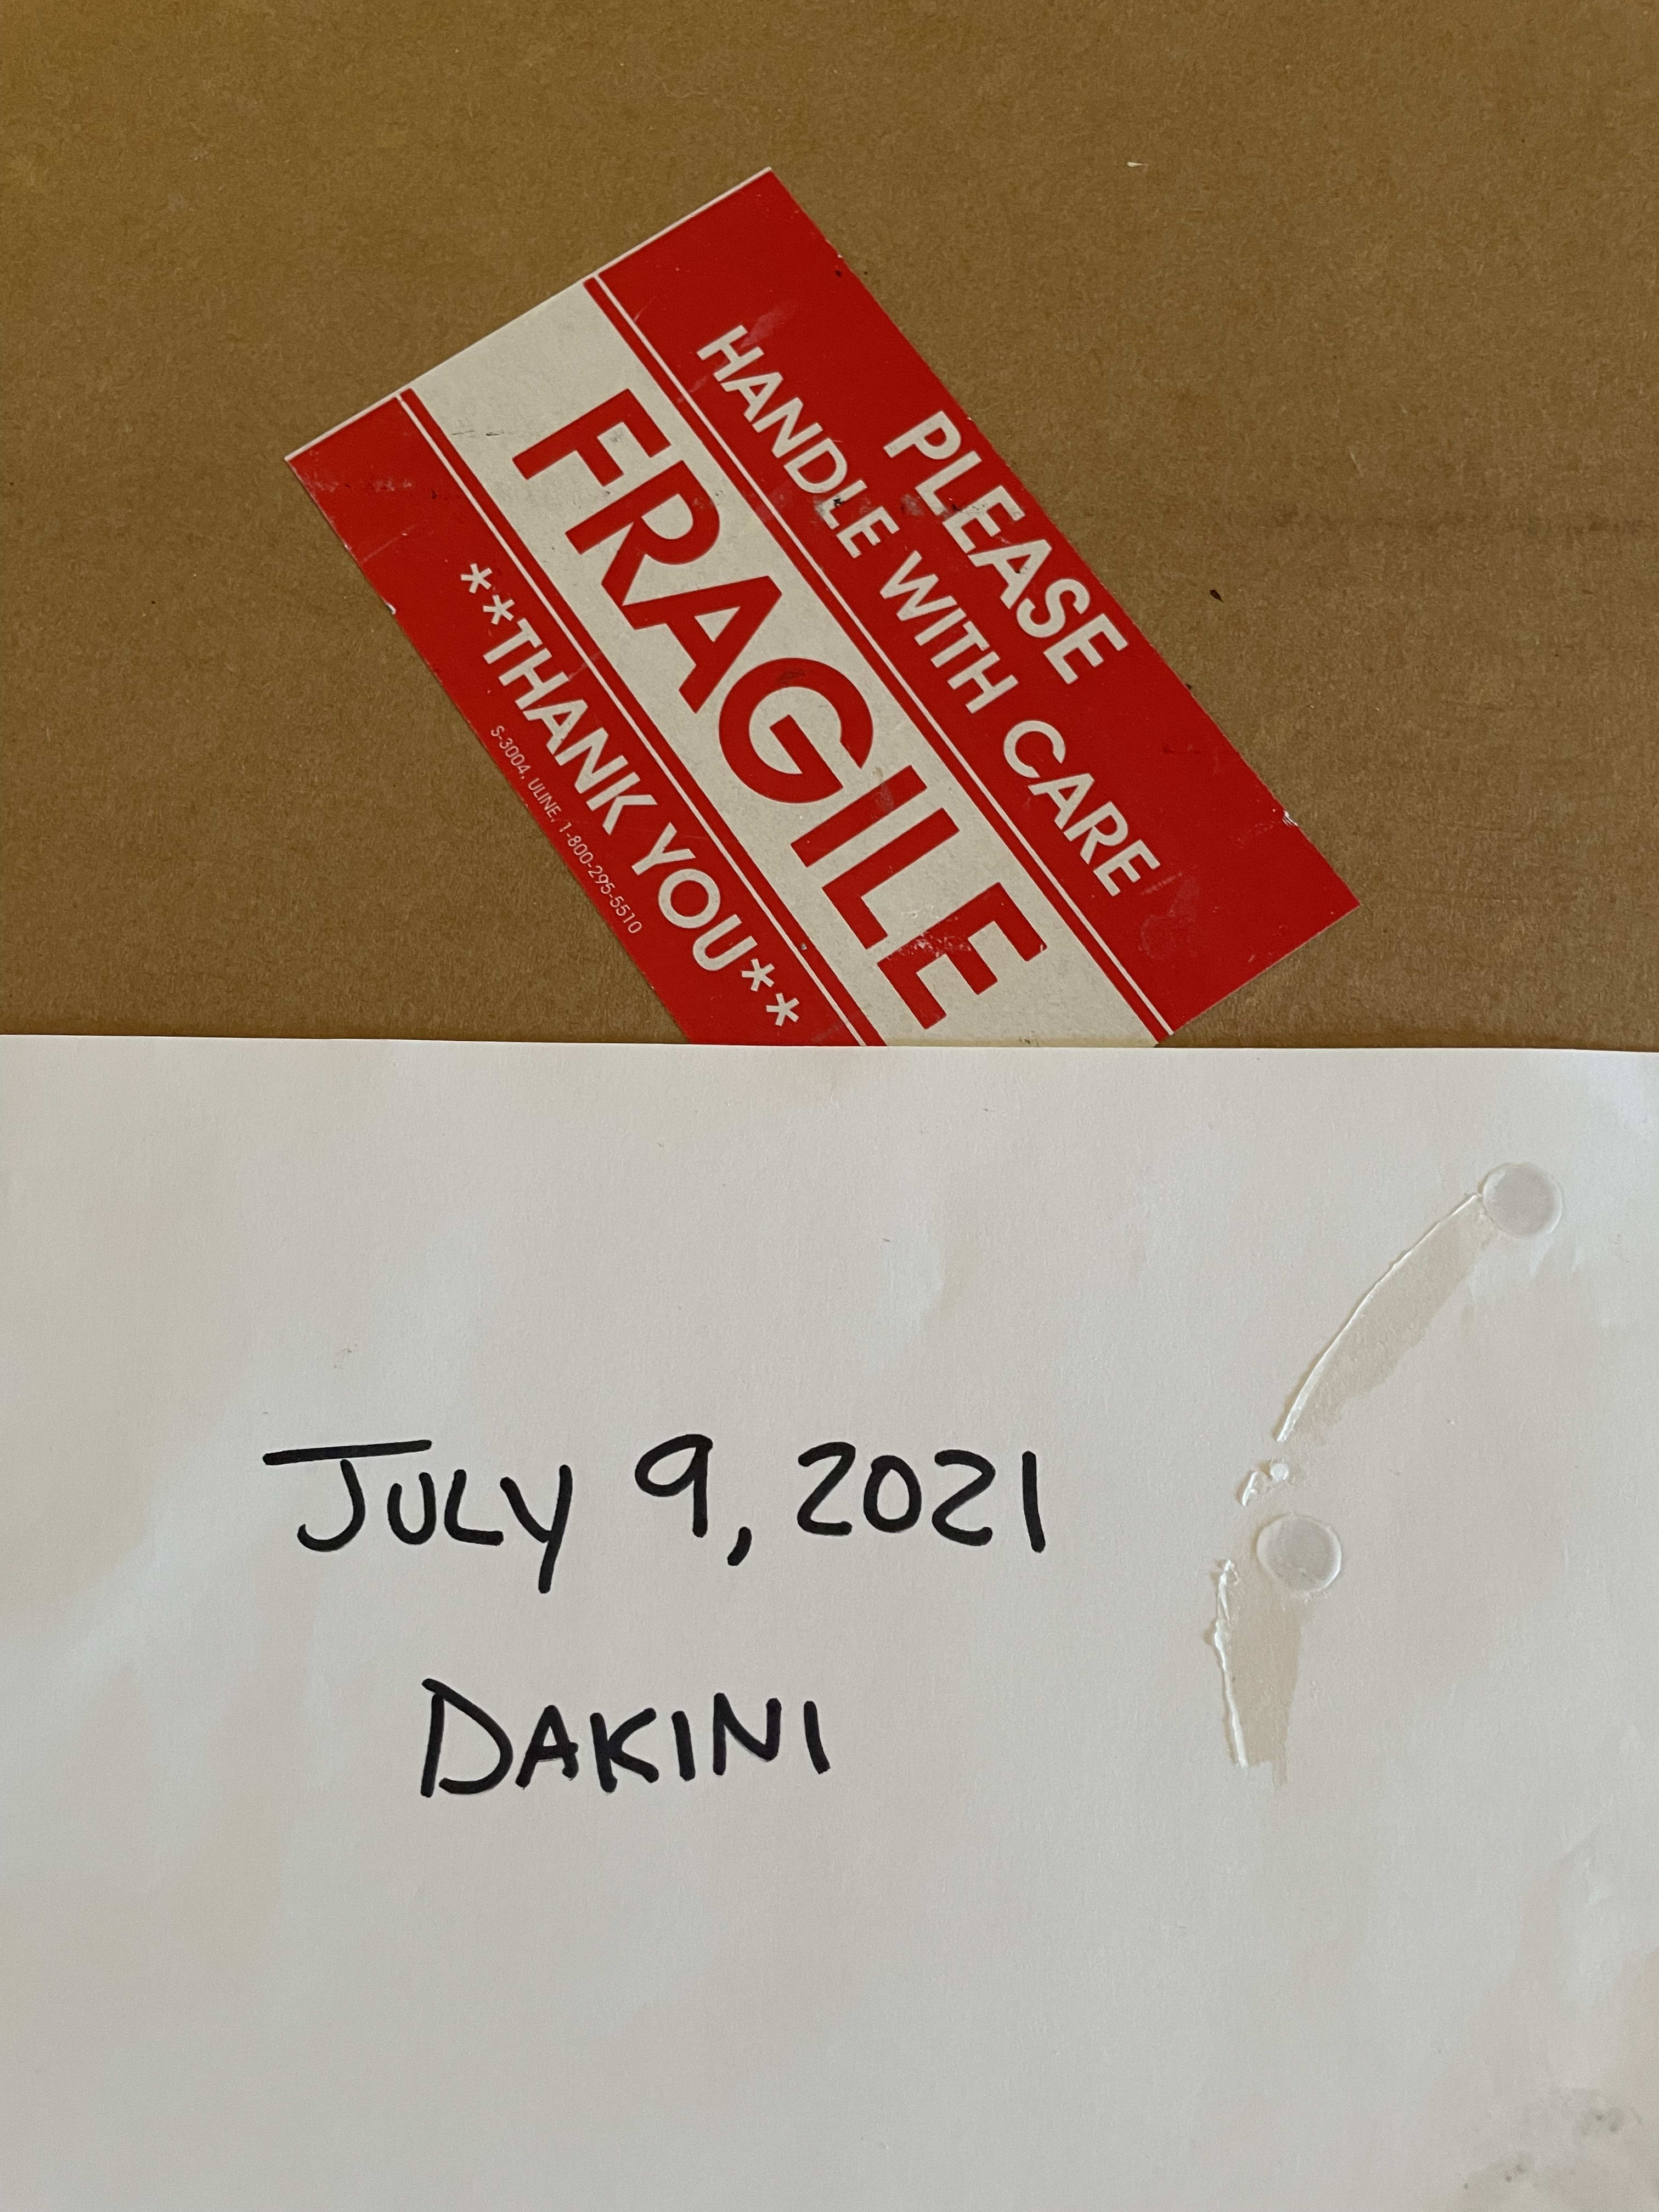 PLEASE
HANDLE WITH CARE
FRAGILE
**THANK YOU**
S-3004, ULINE, 1-800-295-5510
JULY 9, 2021
DAKINI